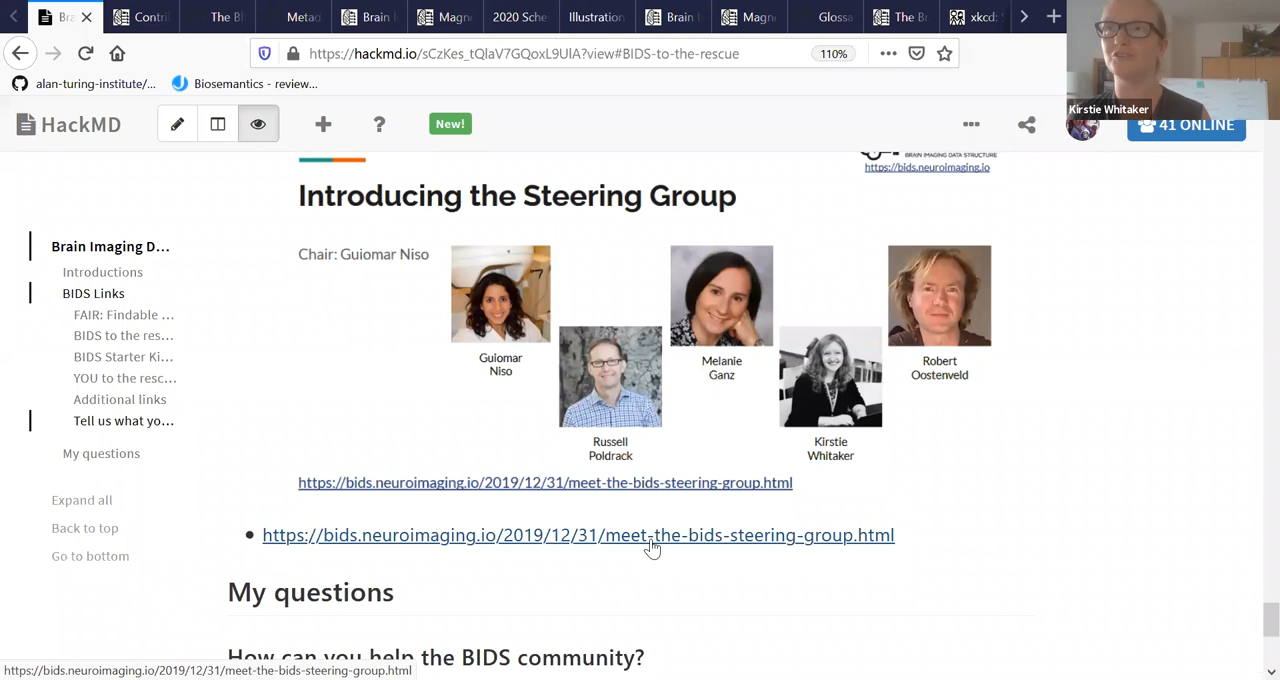 Bra
Contri
The BI
Metad
Brain I
Magne
2020 Sche
Illustration
Brain I
Magne
Glossa
The Br
xkcd: S
https://hackmd.io/sCzKes_tQlaV7GQoxL9UlA?view#BIDS-to-the-rescue
110%
alan-turing-institute/...
Biosemantics - review...
Kirstie Whitaker
HackMD
New!
41 ONLINE
BRAIN IMAGING DATA STRUCTURE
https://bids.neuroimaging.io
Introducing the Steering Group
Chair: Guiomar Niso
Guiomar
Niso
Russell
Poldrack
Melanie
Ganz
Kirstie
Whitaker
Robert
Oostenveld
https://bids.neuroimaging.io/2019/12/31/meet-the-bids-steering-group.html
https://bids.neuroimaging.io/2019/12/31/meet-the-bids-steering-group.html
My questions
How can you help the BIDS community?
Brain Imaging D...
Introductions
BIDS Links
FAIR: Findable ...
BIDS to the res...
BIDS Starter Ki...
YOU to the resc...
Additional links
Tell us what yo...
My questions
Expand all
Back to top
Go to bottom
https://bids.neuroimaging.io/2019/12/31/meet-the-bids-steering-group.html